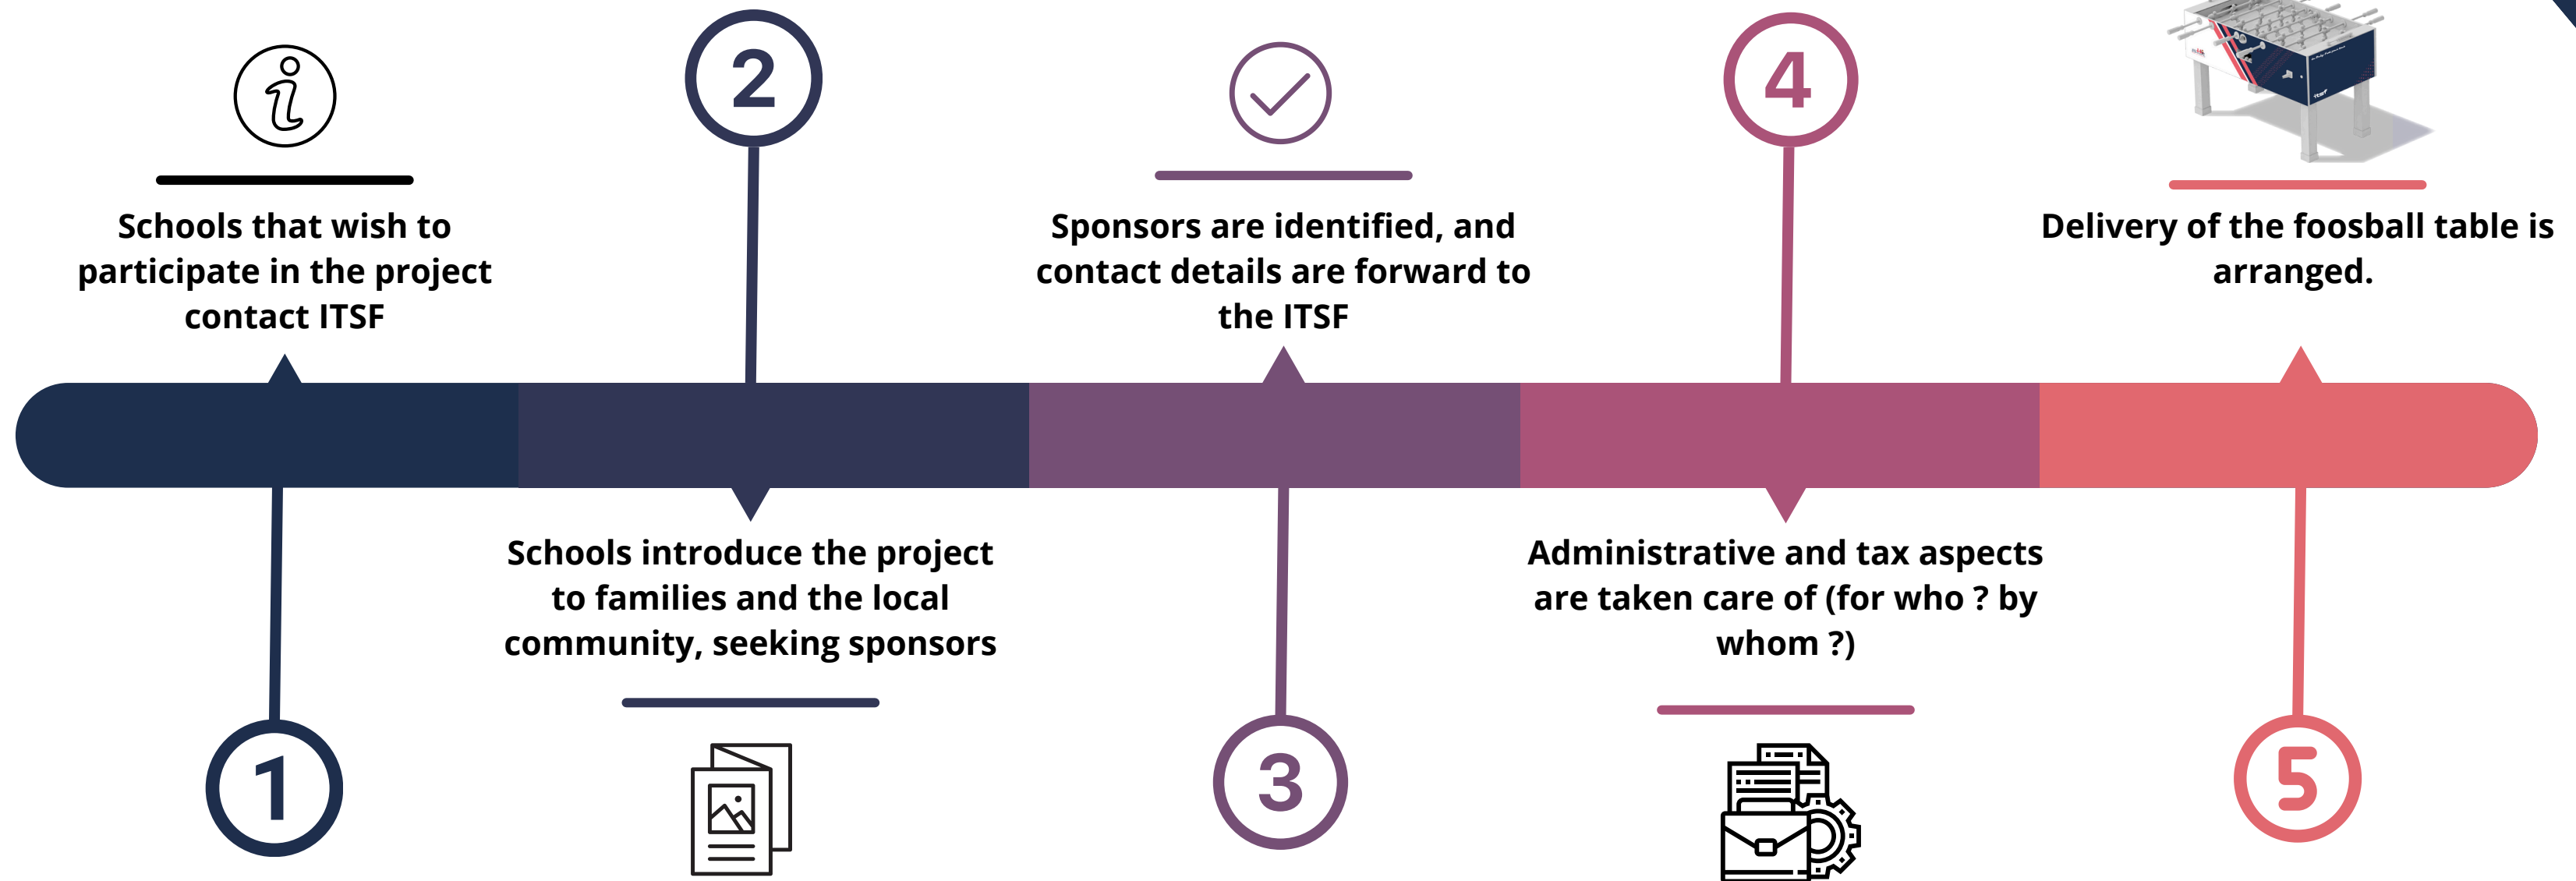 1
Schools that wish to
participate in the project
contact ITSF
2
Schools introduce the project
to families and the local
community, seeking sponsors
3
Sponsors are identified, and
contact details are forward to
the ITSF
4
Administrative and tax aspects
are taken care of (for who ? by
whom ?)
5
Delivery of the foosball table is
arranged.